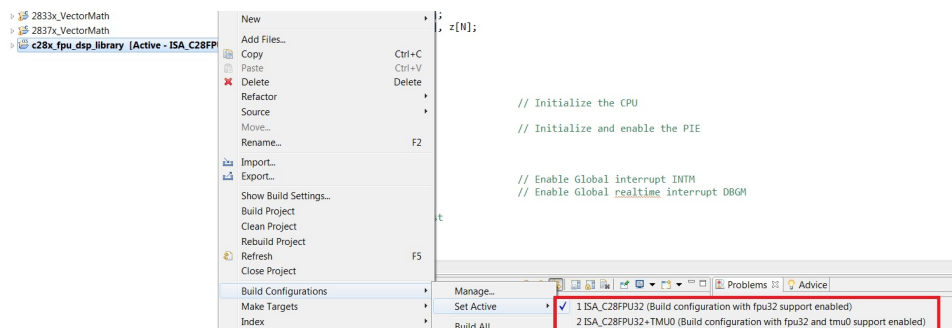 2833x_VectorMath
2837x_VectorMath
c28x_fpu_dsp_library [Active - ISA_C28FP
New
Add Files...
Copy Ctrl+C
Paste Ctrl+V
Delete Delete
Refactor
Source
Move...
Rename... F2
Import...
Export...
Show Build Settings...
Build Project
Clean Project
Rebuild Project
Refresh F5
Close Project
Build Configurations
Make Targets
Index
];
], z[N];
// Initialize the CPU
// Initialize and enable the PIE
// Enable Global interrupt INTM
// Enable Global realtime interrupt DBGM
st
Problems Advice
Manage...
Set Active
Build All
1 ISA_C28FPU32 (Build configuration with fpu32 support enabled)
2 ISA_C28FPU32+TMU0 (Build configuration with fpu32 and tmu0 support enabled)